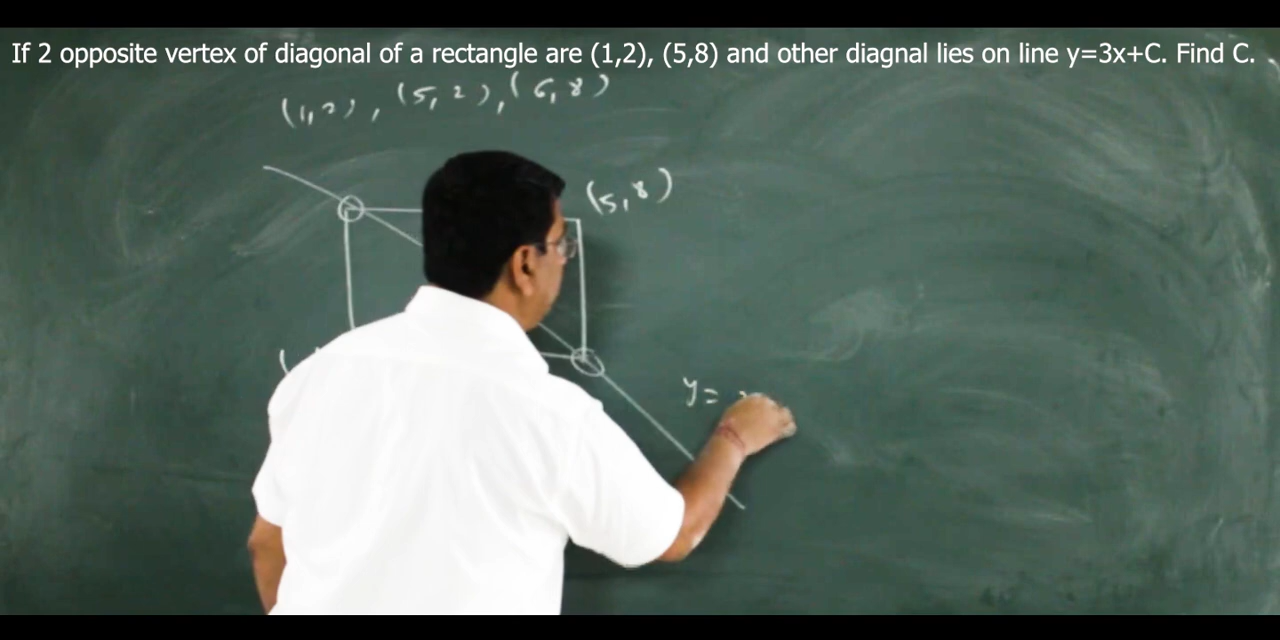 If 2 opposite vertex of diagonal of a rectangle are (1,2), (5,8) and other diagnal lies on line y=3x+C. Find C.
(1,2), (5,2), (6,8)
(5,8)
y=